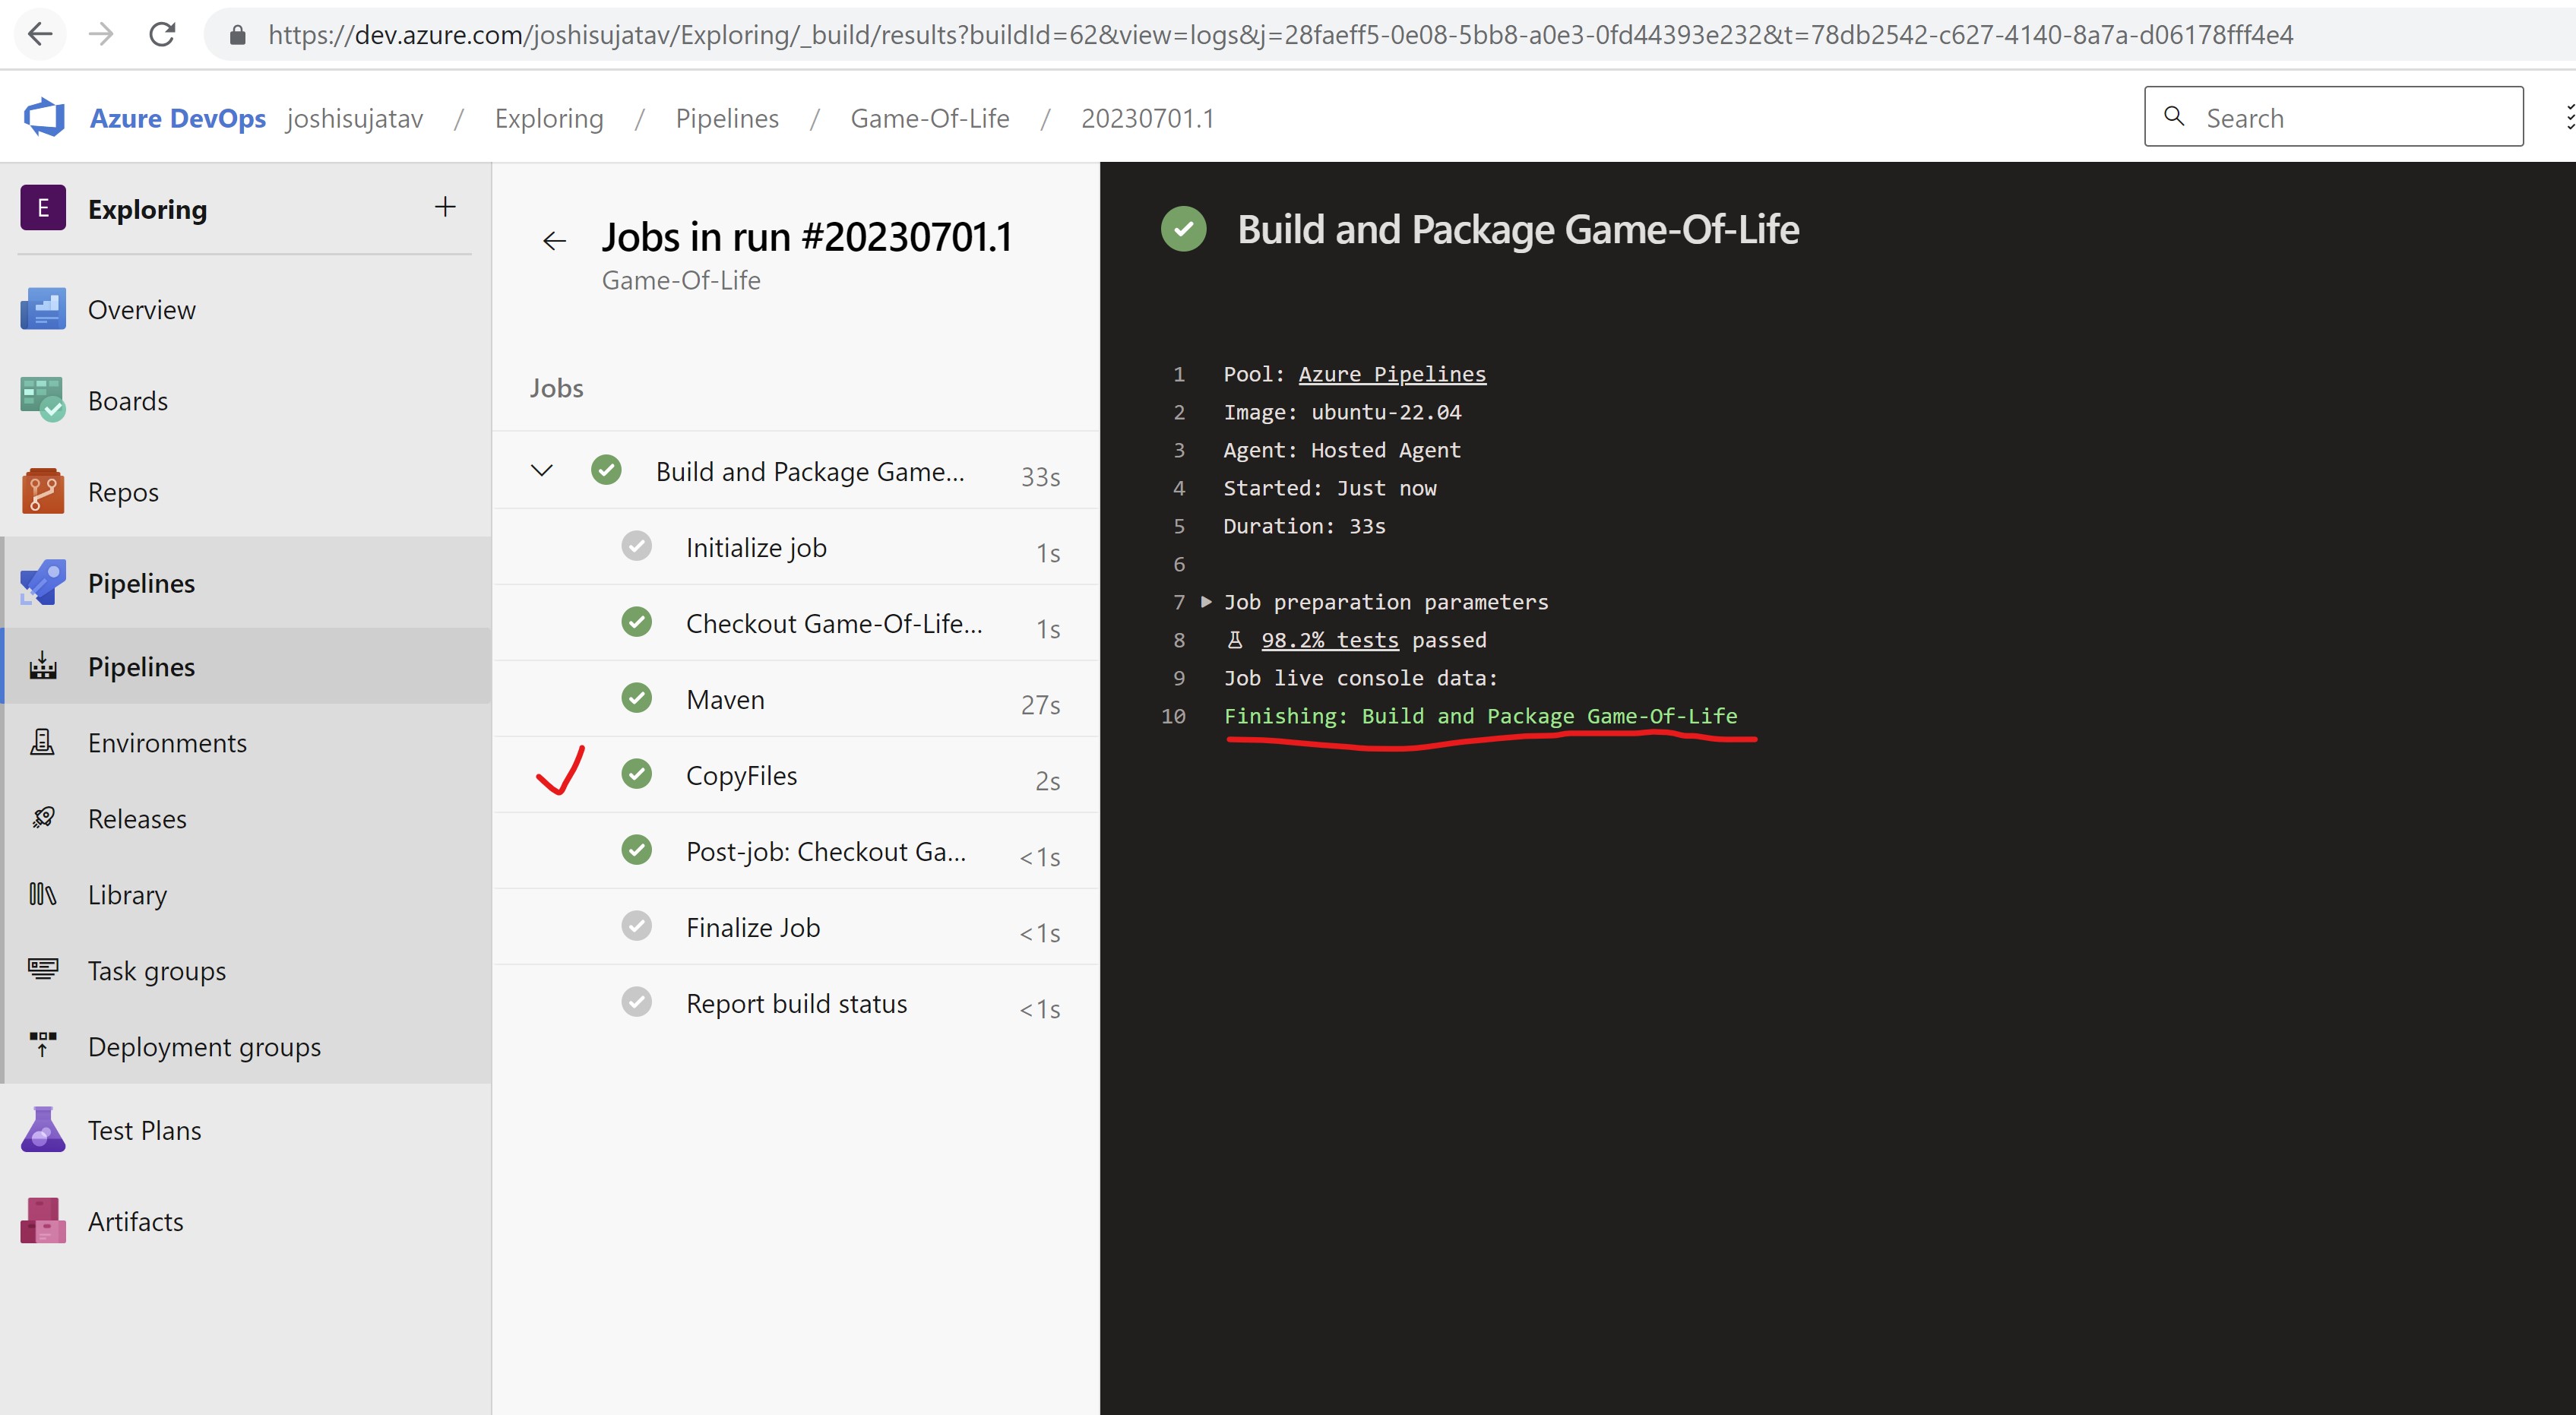 https://dev.azure.com/joshisujatav/Exploring/_build/results?buildId=62&view=logs&j=28faeff5-0e08-5bb8-a0e3-0fd44393e232&t=78db2542-c627-4140-8a7a-d06178fff4e4
Azure DevOps joshisujatav / Exploring / Pipelines / Game-Of-Life / 20230701.1
Search
E Exploring +
Overview
Boards
Repos
Pipelines
Pipelines
Environments
Releases
Library
Task groups
Deployment groups
Test Plans
Artifacts
Jobs in run #20230701.1
Game-Of-Life
Jobs
Build and Package Game... 33s
Initialize job 1s
Checkout Game-Of-Life... 1s
Maven 27s
CopyFiles 2s
Post-job: Checkout Ga... <1s
Finalize Job <1s
Report build status <1s
Build and Package Game-Of-Life
1 Pool: Azure Pipelines
2 Image: ubuntu-22.04
3 Agent: Hosted Agent
4 Started: Just now
5 Duration: 33s
6
7 Job preparation parameters
8 98.2% tests passed
9 Job live console data:
10 Finishing: Build and Package Game-Of-Life